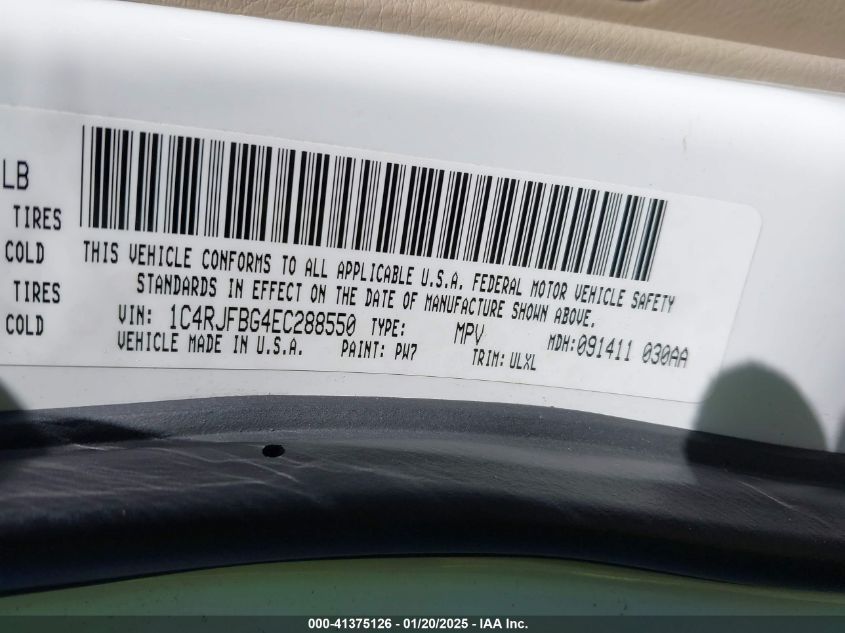 LB
TIRES
COLD
TIRES
COLD
THIS VEHICLE CONFORMS TO ALL APPLICABLE U.S.A. FEDERAL MOTOR VEHICLE SAFETY
STANDARDS IN EFFECT ON THE DATE OF MANUFACTURE SHOWN ABOVE.
VIN: 1C4RJFBG4EC288550 TYPE: MPV MDH:091411 030AA
VEHICLE MADE IN U.S.A. PAINT: PW7 TRIM: ULXL
000-41375126 - 01/20/2025 - IAA Inc.